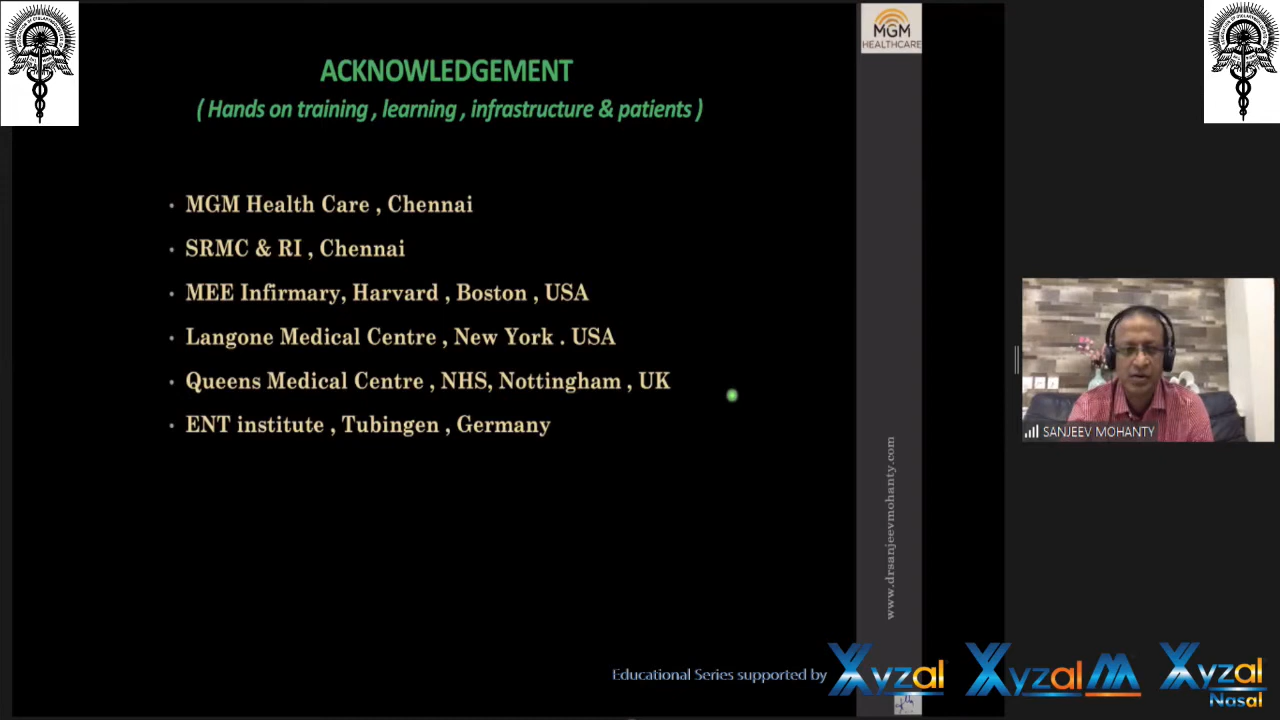 MGM
HEALTHCARE
ACKNOWLEDGEMENT
( Hands on training , learning , infrastructure & patients )
• MGM Health Care , Chennai
• SRMC & RI , Chennai
• MEE Infirmary, Harvard , Boston , USA
• Langone Medical Centre , New York . USA
• Queens Medical Centre , NHS, Nottingham , UK
• ENT institute , Tubingen , Germany
SANJEEV MOHANTY
www.drsanjeevmohanty.com
Educational Series supported by
Xyzal
Xyzal M
Xyzal
Nasal